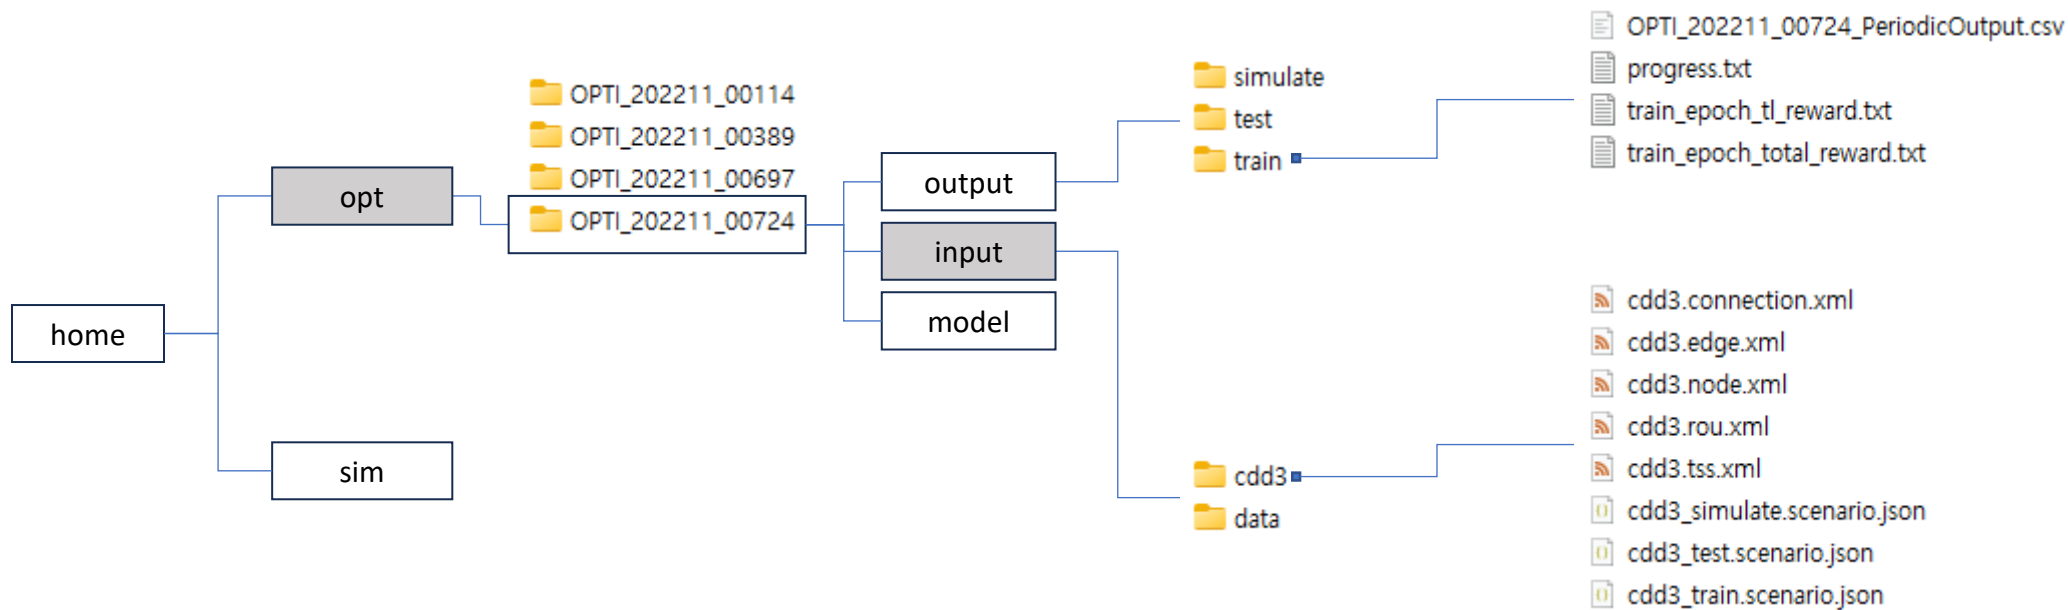 home
opt
sim
OPTI_202211_00114
OPTI_202211_00389
OPTI_202211_00697
OPTI_202211_00724
output
input
model
simulate
test
train
cdd3
data
OPTI_202211_00724_PeriodicOutput.csv
progress.txt
train_epoch_tl_reward.txt
train_epoch_total_reward.txt
cdd3.connection.xml
cdd3.edge.xml
cdd3.node.xml
cdd3.rou.xml
cdd3.tss.xml
cdd3_simulate.scenario.json
cdd3_test.scenario.json
cdd3_train.scenario.json